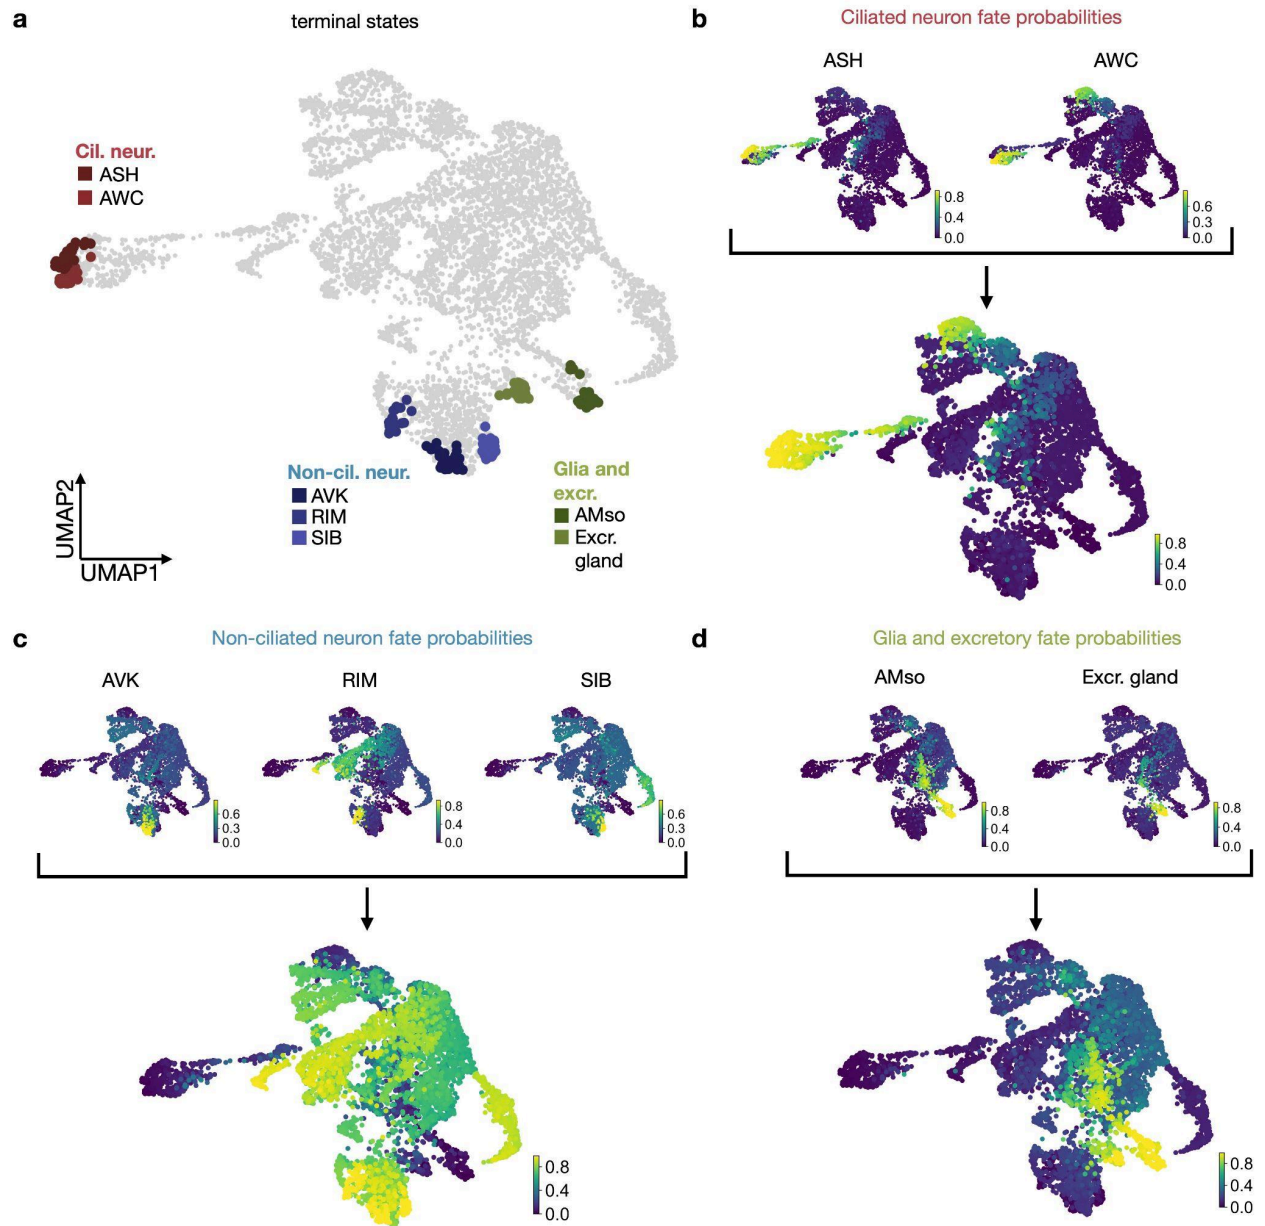 a
terminal states
Cil. neur.
ASH
AWC
Non-cil. neur.
AVK
RIM
SIB
Glia and
excr.
AMso
Excr.
gland
UMAP2
UMAP1
b
Ciliated neuron fate probabilities
ASH
AWC
0.8
0.4
0.0
0.6
0.3
0.0
0.8
0.4
0.0
c
Non-ciliated neuron fate probabilities
AVK
RIM
SIB
0.6
0.3
0.0
0.8
0.4
0.0
0.6
0.3
0.0
0.8
0.4
0.0
d
Glia and excretory fate probabilities
AMso
Excr. gland
0.8
0.4
0.0
0.8
0.4
0.0
0.8
0.4
0.0